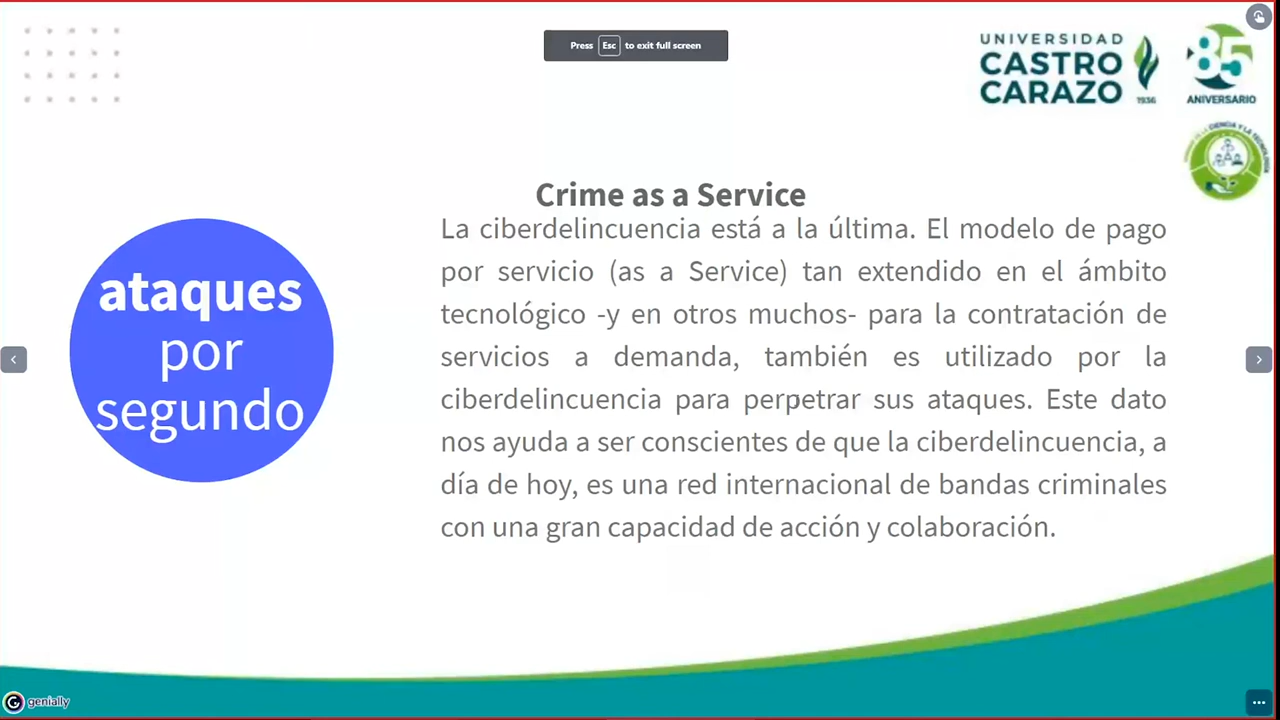 Press Esc to exit full screen
UNIVERSIDAD
CASTRO
CARAZO
1936
85
ANIVERSARIO
Crime as a Service
La ciberdelincuencia está a la última. El modelo de pago
por servicio (as a Service) tan extendido en el ámbito
tecnológico -y en otros muchos- para la contratación de
servicios a demanda, también es utilizado por la
ciberdelincuencia para perpetrar sus ataques. Este dato
nos ayuda a ser conscientes de que la ciberdelincuencia, a
día de hoy, es una red internacional de bandas criminales
con una gran capacidad de acción y colaboración.
ataques
por
segundo
genially